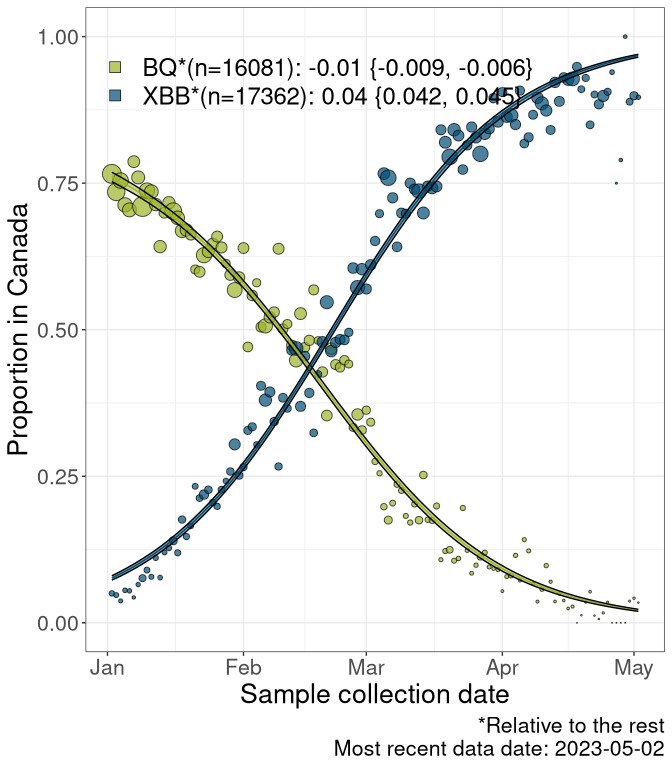 1.00
0.75
0.50
0.25
0.00
Proportion in Canada
BQ*(n=16081): -0.01 {-0.009, -0.006}
XBB*(n=17362): 0.04 {0.042, 0.045}
Jan Feb Mar Apr May
Sample collection date
*Relative to the rest
Most recent data date: 2023-05-02